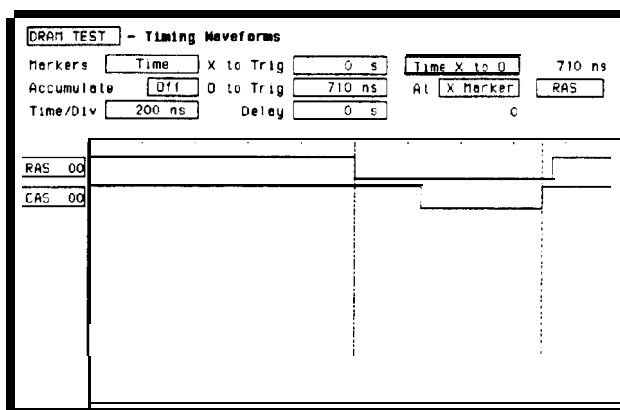 DRAM TEST - Timing Waveforms
Markers Time X to Trig 0 s Time X to O 710 ns
Accumulate Off O to Trig 710 ns At X Marker RAS
Time/Div 200 ns Delay 0 s 0
RAS 00
CAS 00